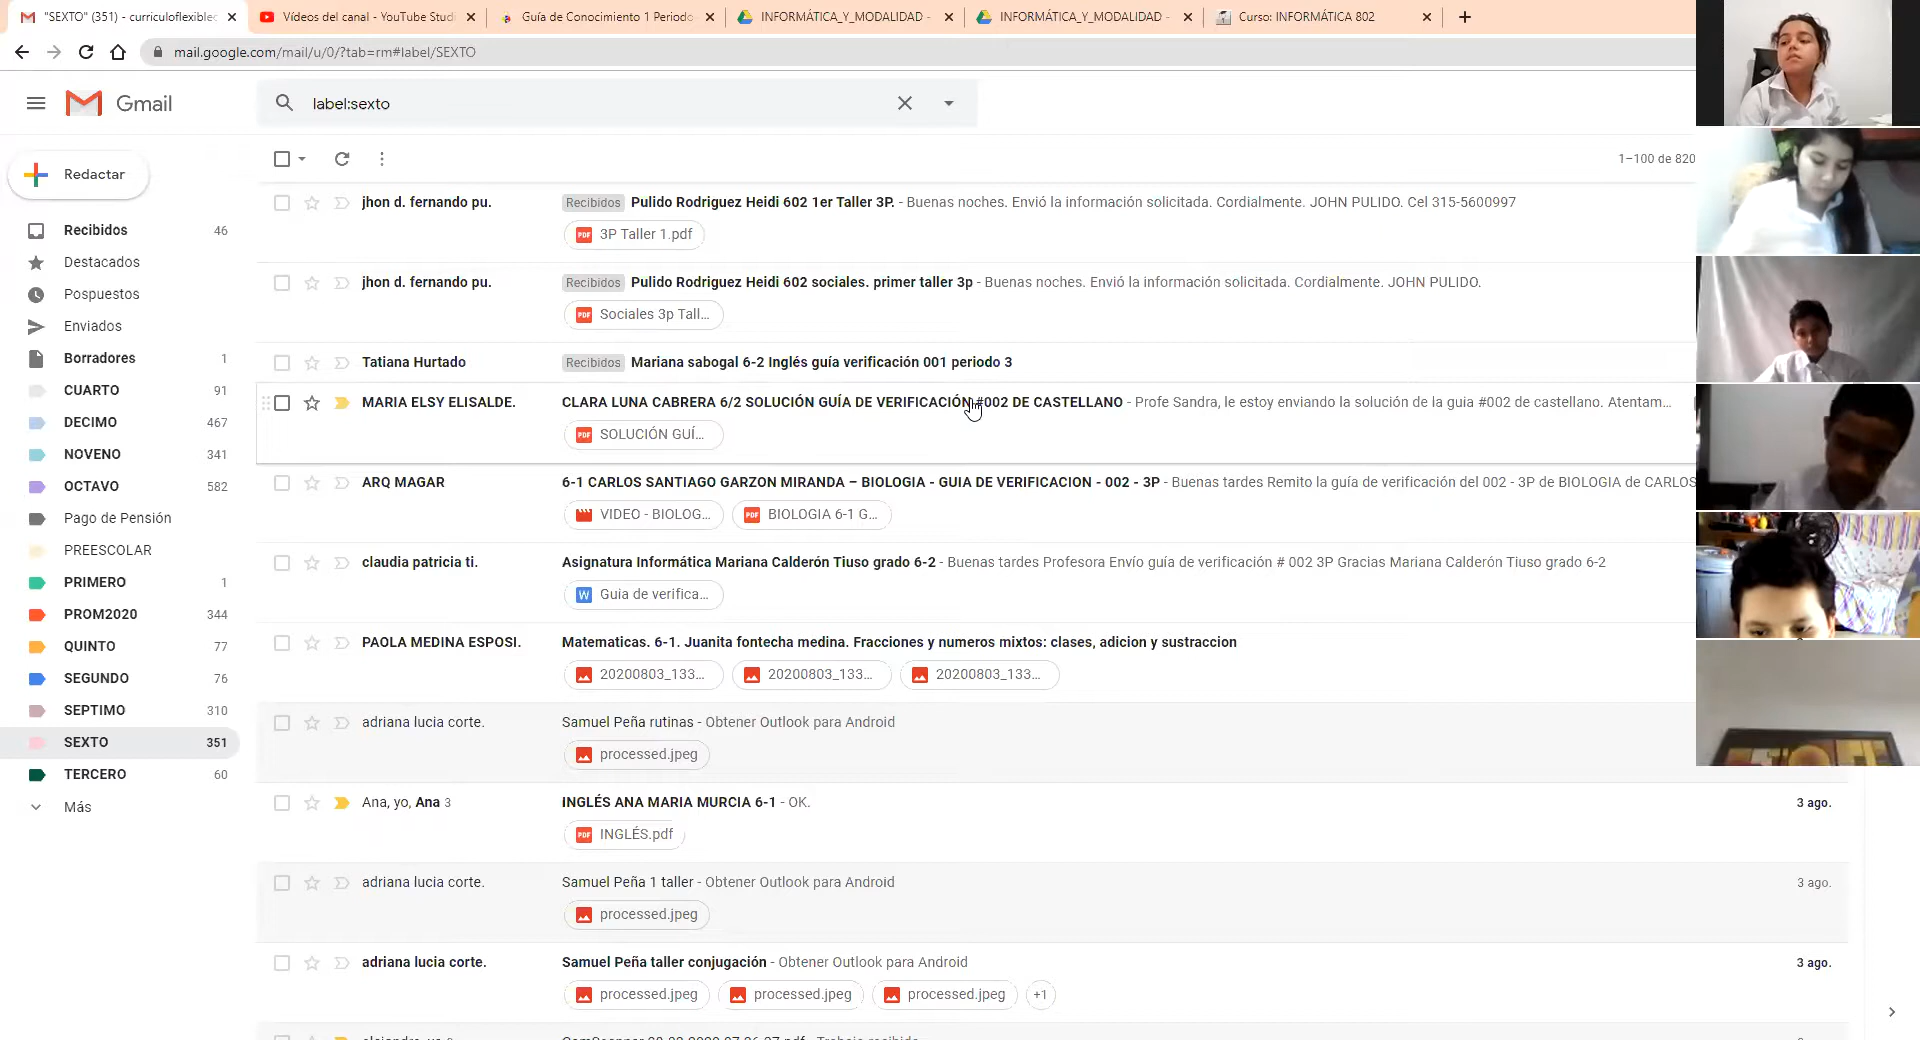 "SEXTO" (351) - curriculoflexiblec
Vídeos del canal - YouTube Studi
Guía de Conocimiento 1 Periodo
INFORMÁTICA_Y_MODALIDAD -
INFORMÁTICA_Y_MODALIDAD -
Curso: INFORMÁTICA 802
mail.google.com/mail/u/0/?tab=rm#label/SEXTO
Gmail
label:sexto
Redactar
1–100 de 820
Recibidos 46
Destacados
Pospuestos
Enviados
Borradores 1
CUARTO 91
DECIMO 467
NOVENO 341
OCTAVO 582
Pago de Pensión
PREESCOLAR
PRIMERO 1
PROM2020 344
QUINTO 77
SEGUNDO 76
SEPTIMO 310
SEXTO 351
TERCERO 60
Más
jhon d. fernando pu. Recibidos Pulido Rodriguez Heidi 602 1er Taller 3P. - Buenas noches. Envió la información solicitada. Cordialmente. JOHN PULIDO. Cel 315-5600997
PDF 3P Taller 1.pdf
jhon d. fernando pu. Recibidos Pulido Rodriguez Heidi 602 sociales. primer taller 3p - Buenas noches. Envió la información solicitada. Cordialmente. JOHN PULIDO.
PDF Sociales 3p Tall...
Tatiana Hurtado Recibidos Mariana sabogal 6-2 Inglés guía verificación 001 periodo 3
MARIA ELSY ELISALDE. CLARA LUNA CABRERA 6/2 SOLUCIÓN GUÍA DE VERIFICACIÓN #002 DE CASTELLANO - Profe Sandra, le estoy enviando la solución de la guia #002 de castellano. Atentam...
PDF SOLUCIÓN GUÍ...
ARQ MAGAR 6-1 CARLOS SANTIAGO GARZON MIRANDA – BIOLOGIA - GUIA DE VERIFICACION - 002 - 3P - Buenas tardes Remito la guía de verificación del 002 - 3P de BIOLOGIA de CARLOS
VIDEO - BIOLOG... PDF BIOLOGIA 6-1 G...
claudia patricia ti. Asignatura Informática Mariana Calderón Tiuso grado 6-2 - Buenas tardes Profesora Envío guía de verificación # 002 3P Gracias Mariana Calderón Tiuso grado 6-2
W Guia de verifica...
PAOLA MEDINA ESPOSI. Matematicas. 6-1. Juanita fontecha medina. Fracciones y numeros mixtos: clases, adicion y sustraccion
20200803_133... 20200803_133... 20200803_133...
adriana lucia corte. Samuel Peña rutinas - Obtener Outlook para Android
processed.jpeg
Ana, yo, Ana 3 INGLÉS ANA MARIA MURCIA 6-1 - OK. 3 ago.
PDF INGLÉS.pdf
adriana lucia corte. Samuel Peña 1 taller - Obtener Outlook para Android 3 ago.
processed.jpeg
adriana lucia corte. Samuel Peña taller conjugación - Obtener Outlook para Android 3 ago.
processed.jpeg processed.jpeg processed.jpeg +1